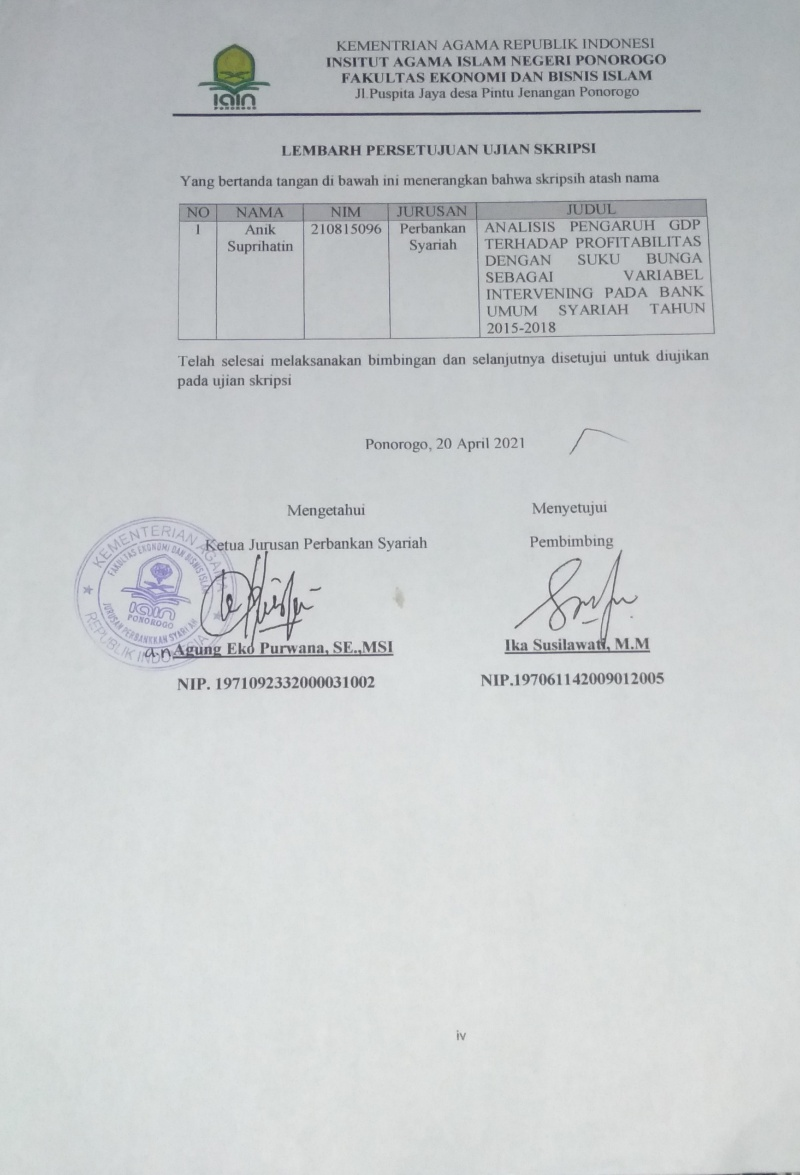 KEMENTRIAN AGAMA REPUBLIK INDONESI
INSITUT AGAMA ISLAM NEGERI PONOROGO
FAKULTAS EKONOMI DAN BISNIS ISLAM
Jl.Puspita Jaya desa Pintu Jenangan Ponorogo
iain
PONOROGO
LEMBARH PERSETUJUAN UJIAN SKRIPSI
Yang bertanda tangan di bawah ini menerangkan bahwa skripsih atash nama
NO NAMA NIM JURUSAN JUDUL
1 Anik 210815096 Perbankan ANALISIS PENGARUH GDP
Suprihatin Syariah TERHADAP PROFITABILITAS
DENGAN SUKU BUNGA
SEBAGAI VARIABEL
INTERVENING PADA BANK
UMUM SYARIAH TAHUN
2015-2018
Telah selesai melaksanakan bimbingan dan selanjutnya disetujui untuk diujikan
pada ujian skripsi
Ponorogo, 20 April 2021
Mengetahui Menyetujui
Ketua Jurusan Perbankan Syariah Pembimbing
KEMENTERIAN AGAMA
FAKULTAS EKONOMI DAN BISNIS ISLAM
iain
PONOROGO
JURUSAN PERBANKKAN SYARIAH
REPUBLIK INDONESIA
a.n Agung Eko Purwana, SE.,MSI Ika Susilawati, M.M
NIP. 1971092332000031002 NIP.197061142009012005
iv